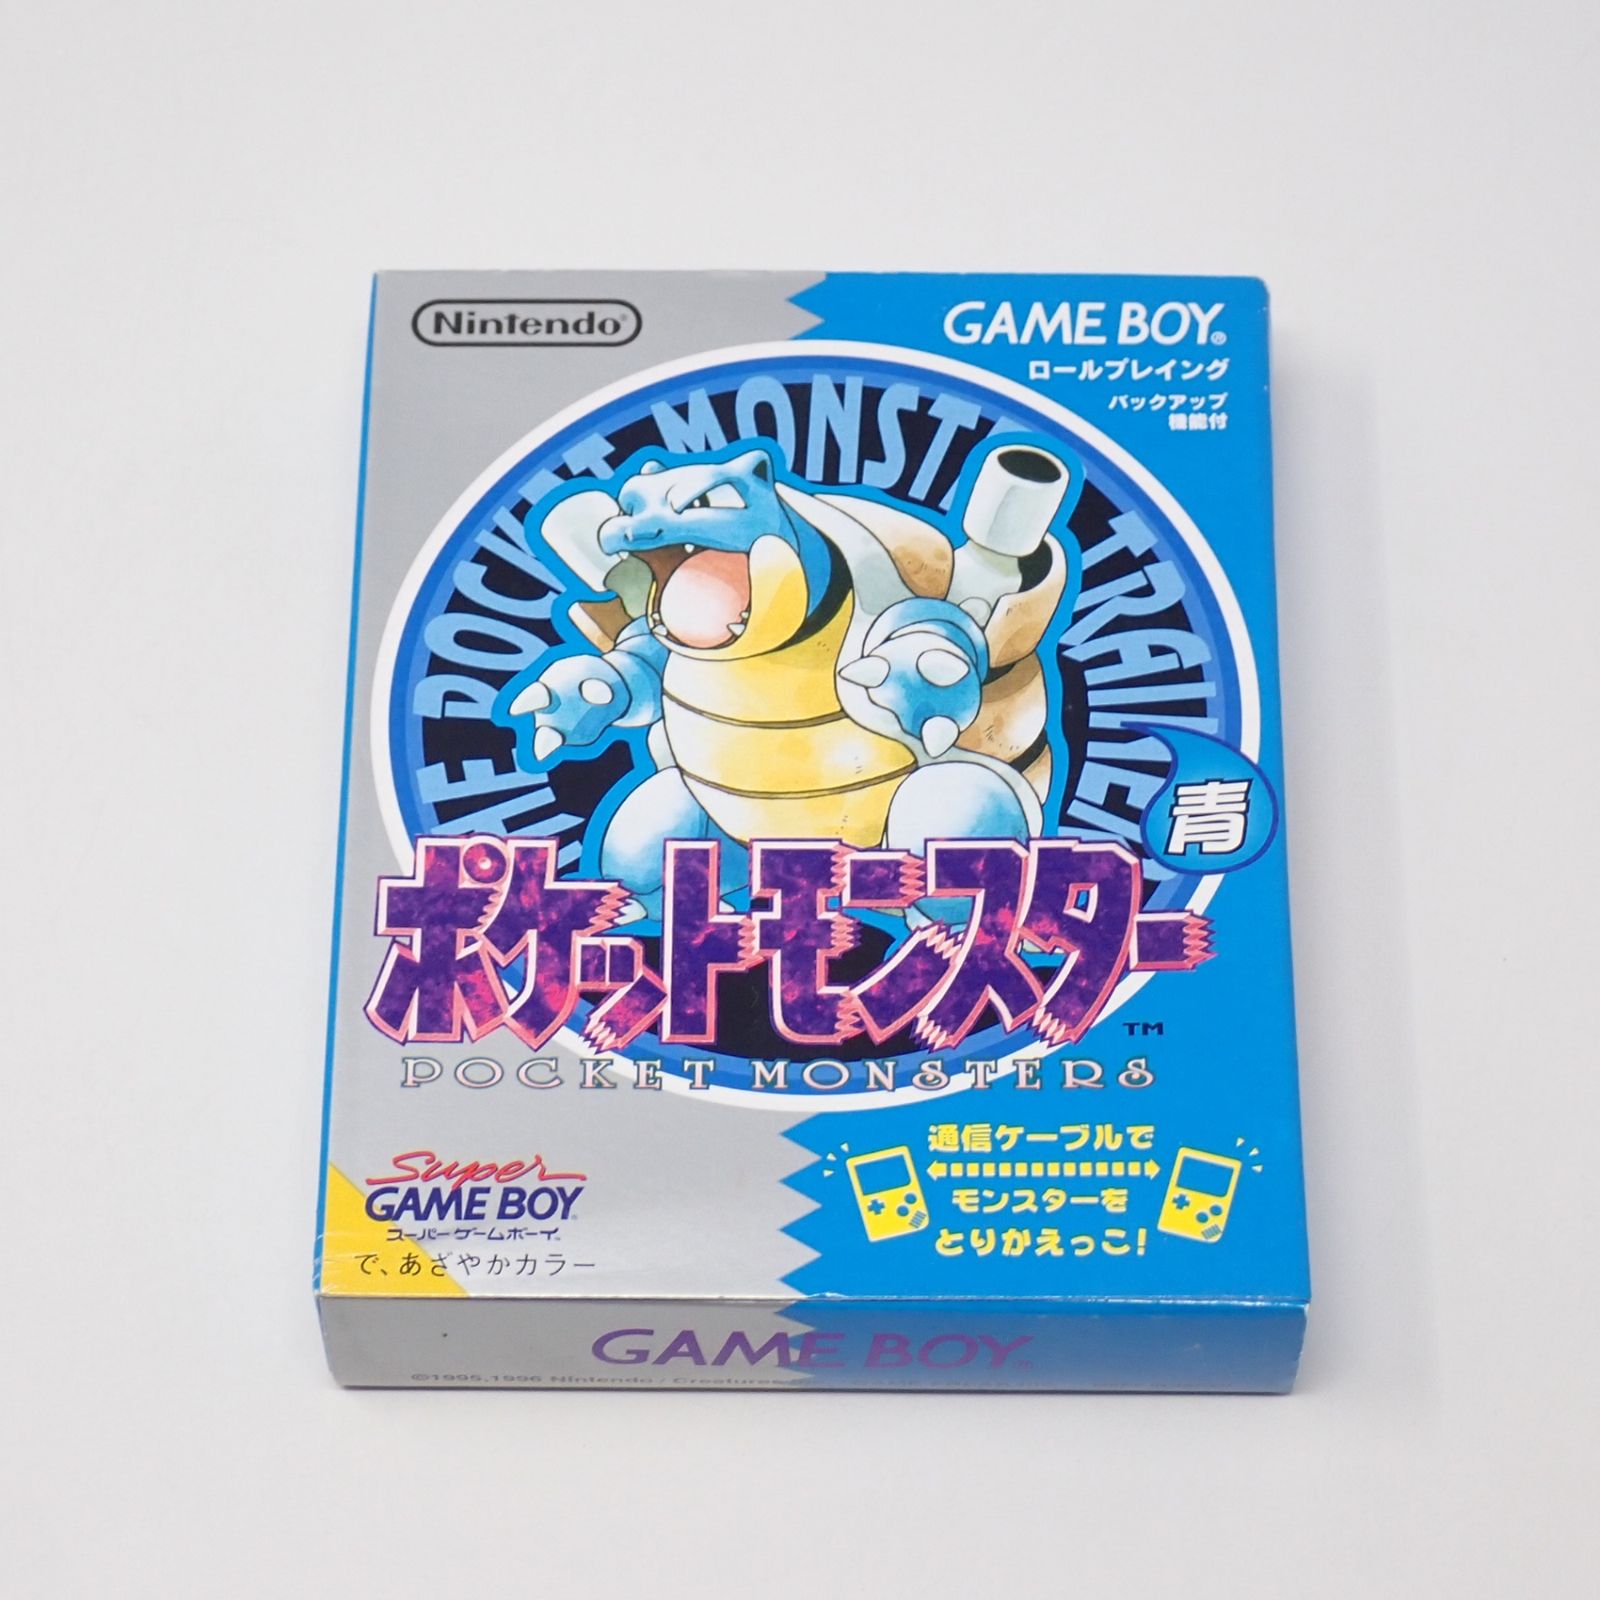 Nintendo®
GAME BOY®
ロールプレイング
バックアップ
機能付
THE POCKET MONSTA TRAINER
青
ポケットモンスター
TM
POCKET MONSTERS
Super
GAME BOY
スーパーゲームボーイ
で、あざやかカラー
通信ケーブルで
モンスターを
とりかえっこ!
GAME BOY
©1995,1996 Nintendo / Creatures